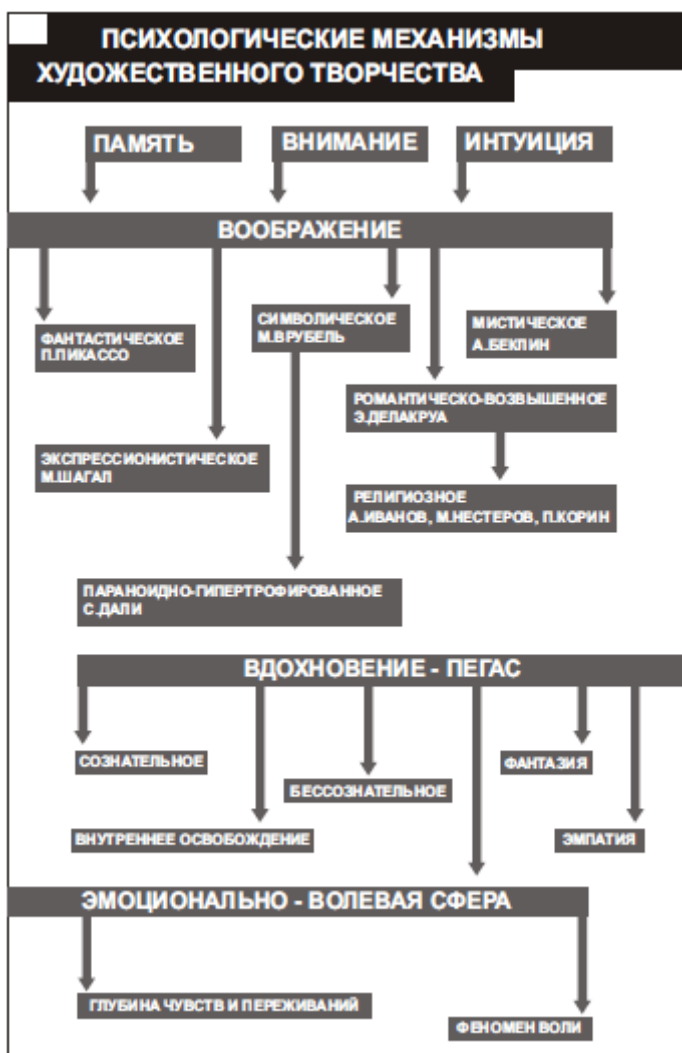 ПСИХОЛОГИЧЕСКИЕ МЕХАНИЗМЫ
ХУДОЖЕСТВЕННОГО ТВОРЧЕСТВА
ПАМЯТЬ
ВНИМАНИЕ
ИНТУИЦИЯ
ВООБРАЖЕНИЕ
ФАНТАСТИЧЕСКОЕ
П.ПИКАССО
СИМВОЛИЧЕСКОЕ
М.ВРУБЕЛЬ
МИСТИЧЕСКОЕ
А.БЕКЛИН
РОМАНТИЧЕСКО-ВОЗВЫШЕННОЕ
Э.ДЕЛАКРУА
ЭКСПРЕССИОНИСТИЧЕСКОЕ
М.ШАГАЛ
РЕЛИГИОЗНОЕ
А.ИВАНОВ, М.НЕСТЕРОВ, П.КОРИН
ПАРАНОИДНО-ГИПЕРТРОФИРОВАННОЕ
С.ДАЛИ
ВДОХНОВЕНИЕ - ПЕГАС
СОЗНАТЕЛЬНОЕ
ФАНТАЗИЯ
БЕССОЗНАТЕЛЬНОЕ
ВНУТРЕННЕЕ ОСВОБОЖДЕНИЕ
ЭМПАТИЯ
ЭМОЦИОНАЛЬНО - ВОЛЕВАЯ СФЕРА
ГЛУБИНА ЧУВСТВ И ПЕРЕЖИВАНИЙ
ФЕНОМЕН ВОЛИ